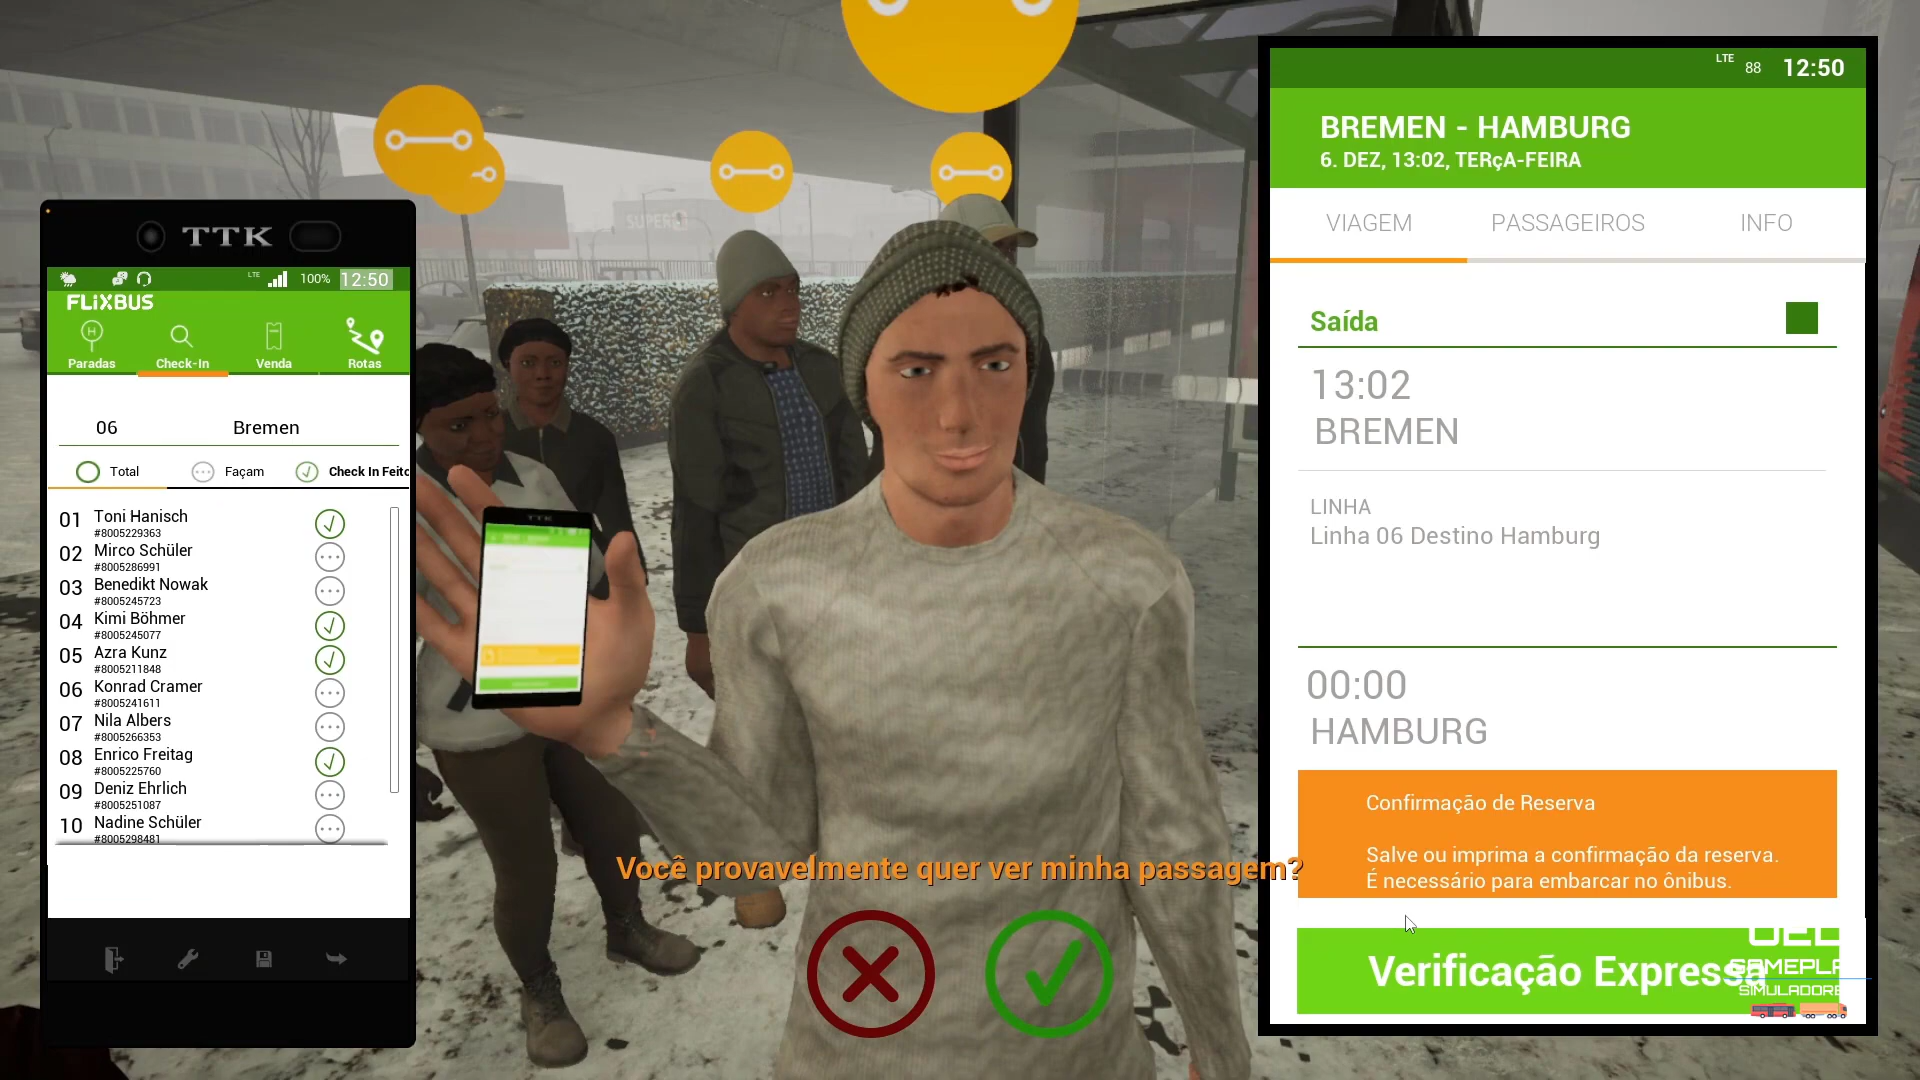 TTK
LTE
100%
12:50
FLiXBUS
Paradas
Check-In
Venda
Rotas
06
Bremen
Total
Façam
Check In Feito
01 Toni Hanisch
#8005229363
02 Mirco Schüler
#8005286991
03 Benedikt Nowak
#8005245723
04 Kimi Böhmer
#8005245077
05 Azra Kunz
#8005211848
06 Konrad Cramer
#8005241611
07 Nila Albers
#8005266353
08 Enrico Freitag
#8005225760
09 Deniz Ehrlich
#8005251087
10 Nadine Schüler
#8005298481
SUPER
TTK
Você provavelmente quer ver minha passagem?
LTE
88
12:50
BREMEN - HAMBURG
6. DEZ, 13:02, TERçA-FEIRA
VIAGEM
PASSAGEIROS
INFO
Saída
13:02
BREMEN
LINHA
Linha 06 Destino Hamburg
00:00
HAMBURG
Confirmação de Reserva
Salve ou imprima a confirmação da reserva.
É necessário para embarcar no ônibus.
Verificação Expressa